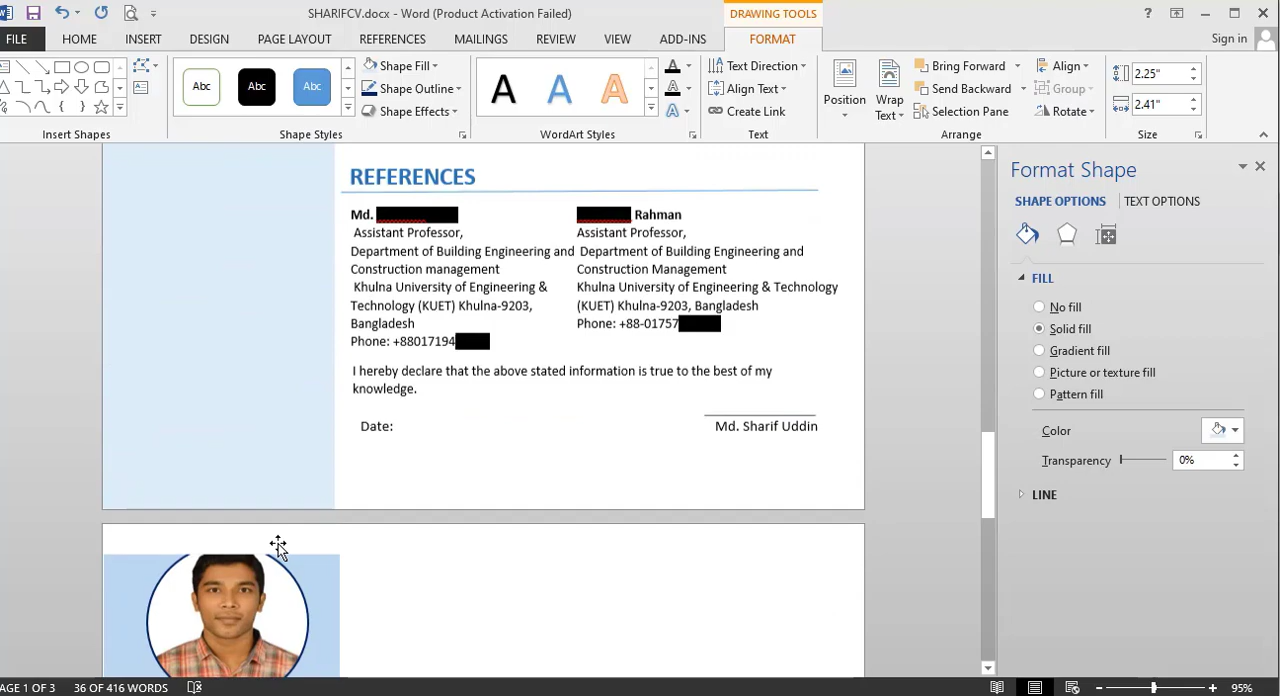 SHARIFCV.docx - Word (Product Activation Failed)
DRAWING TOOLS
FILE HOME INSERT DESIGN PAGE LAYOUT REFERENCES MAILINGS REVIEW VIEW ADD-INS FORMAT Sign in
Abc Abc Abc
Shape Fill
Shape Outline
Shape Effects
A A A
Text Direction
Align Text
Create Link
Position
Wrap
Text
Bring Forward
Send Backward
Selection Pane
Align
Group
Rotate
2.25"
2.41"
Insert Shapes Shape Styles WordArt Styles Text Arrange Size
REFERENCES
Md.
Assistant Professor,
Department of Building Engineering and
Construction management
Khulna University of Engineering &
Technology (KUET) Khulna-9203,
Bangladesh
Phone: +88017194
Rahman
Assistant Professor,
Department of Building Engineering and
Construction Management
Khulna University of Engineering & Technology
(KUET) Khulna-9203, Bangladesh
Phone: +88-01757
I hereby declare that the above stated information is true to the best of my
knowledge.
Date: Md. Sharif Uddin
Format Shape
SHAPE OPTIONS TEXT OPTIONS
FILL
No fill
Solid fill
Gradient fill
Picture or texture fill
Pattern fill
Color
Transparency 0%
LINE
PAGE 1 OF 3 36 OF 416 WORDS 95%